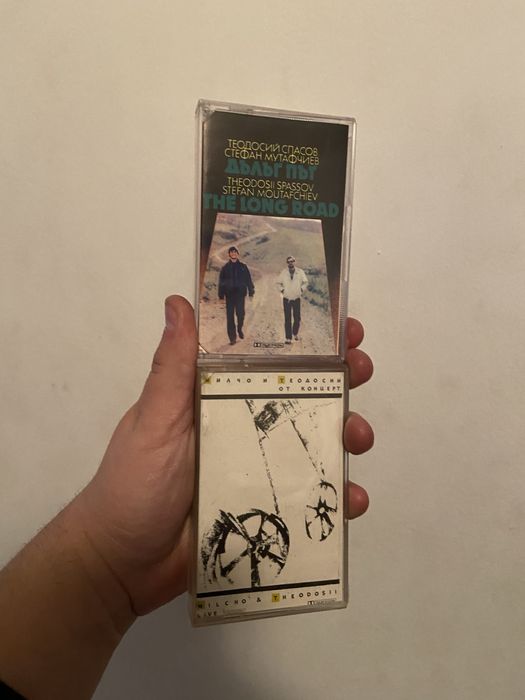 ТЕОДОСИЙ СПАСОВ
СТЕФАН МУТАФЧИЕВ
ДЪЛЪГ ПЪТ
THEODOSII SPASSOV
STEFAN MOUTAFCHIEV
THE LONG ROAD
МИЛЧО И ТЕОДОСИИ
ОТ КОНЦЕРТ
MILCHO & THEODOSII
LIVE